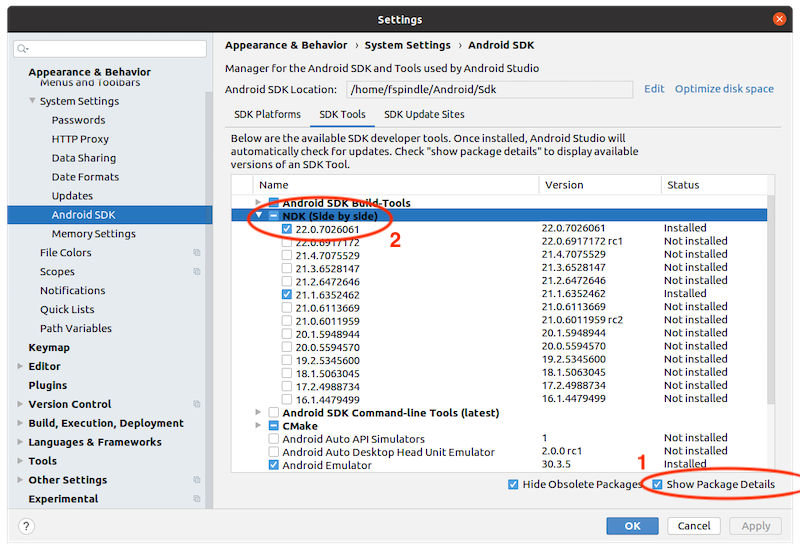 Settings
Appearance & Behavior
Menus and Toolbars
System Settings
Passwords
HTTP Proxy
Data Sharing
Date Formats
Updates
Android SDK
Memory Settings
File Colors
Scopes
Notifications
Quick Lists
Path Variables
Keymap
Editor
Plugins
Version Control
Build, Execution, Deployment
Languages & Frameworks
Tools
Other Settings
Experimental
Appearance & Behavior › System Settings › Android SDK
Manager for the Android SDK and Tools used by Android Studio
Android SDK Location: /home/fspindle/Android/Sdk Edit Optimize disk space
SDK Platforms SDK Tools SDK Update Sites
Below are the available SDK developer tools. Once installed, Android Studio will
automatically check for updates. Check "show package details" to display available
versions of an SDK Tool.
Name Version Status
Android SDK Build-Tools
NDK (Side by side)
22.0.7026061 22.0.7026061 Installed
22.0.6917172 22.0.6917172 rc1 Not installed
21.4.7075529 21.4.7075529 Not installed
21.3.6528147 21.3.6528147 Not installed
21.2.6472646 21.2.6472646 Not installed
21.1.6352462 21.1.6352462 Installed
21.0.6113669 21.0.6113669 Not installed
21.0.6011959 21.0.6011959 rc2 Not installed
20.1.5948944 20.1.5948944 Not installed
20.0.5594570 20.0.5594570 Not installed
19.2.5345600 19.2.5345600 Not installed
18.1.5063045 18.1.5063045 Not installed
17.2.4988734 17.2.4988734 Not installed
16.1.4479499 16.1.4479499 Not installed
Android SDK Command-line Tools (latest)
CMake
Android Auto API Simulators 1 Not installed
Android Auto Desktop Head Unit Emulator 2.0.0 rc1 Not installed
Android Emulator 30.3.5 Installed
2
1
Hide Obsolete Packages Show Package Details
? OK Cancel Apply